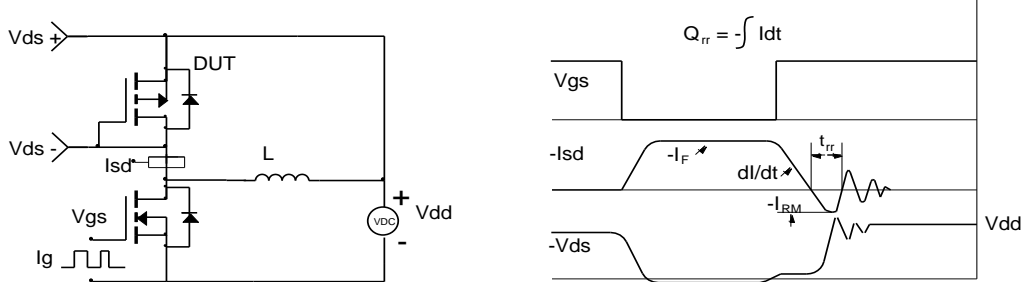 Vds +
DUT
Vds -
Isd
L
Vgs
Ig
+
VDC
-
Vdd
Qrr = -∫ Idt
Vgs
-Isd
-IF
dI/dt
trr
-IRM
Vdd
-Vds